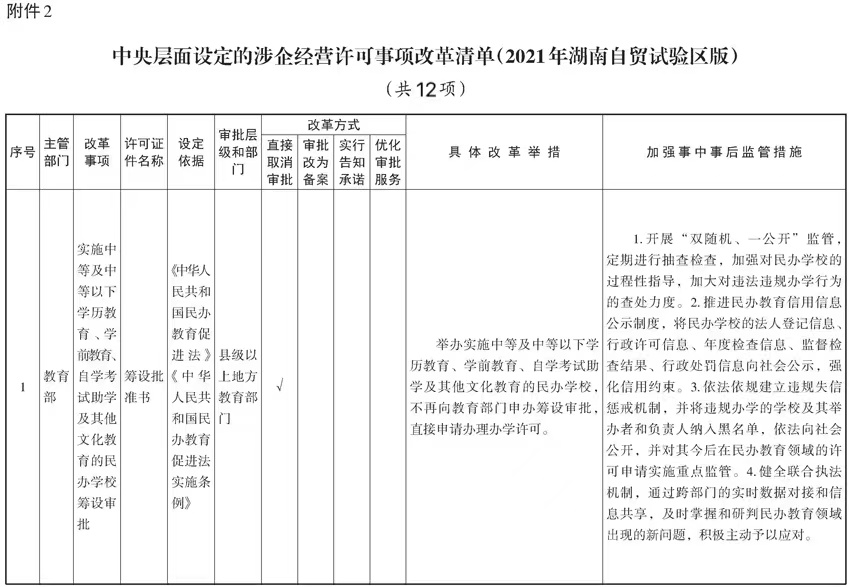 附件2
中央层面设定的涉企经营许可事项改革清单(2021年湖南自贸试验区版)
(共12项)
序号
主管
部门
改革
事项
许可证
件名称
设定
依据
审批层
级和部
门
改革方式
直接
取消
审批
审批
改为
备案
实行
告知
承诺
优化
审批
服务
具体改革举措
加强事中事后监管措施
1
教育
部
实施中
等及中
等以下
学历教
育、学
前教育、
自学考
试助学
及其他
文化教
育的民
办学校
筹设审
批
筹设批
准书
《中华人
民共和
国民办
教育促
进法》
《中华
人民共
和国民
办教育
促进法
实施条
例》
县级以
上地方
教育部
门
√
举办实施中等及中等以下学
历教育、学前教育、自学考试助
学及其他文化教育的民办学校,
不再向教育部门申办筹设审批,
直接申请办理办学许可。
1.开展“双随机、一公开”监管,
定期进行抽查检查,加强对民办学校的
过程性指导,加大对违法违规办学行为
的查处力度。2.推进民办教育信用信息
公示制度,将民办学校的法人登记信息、
行政许可信息、年度检查信息、监督检
查结果、行政处罚信息向社会公示,强
化信用约束。3.依法依规建立违规失信
惩戒机制,并将违规办学的学校及其举
办者和负责人纳入黑名单,依法向社会
公开,并对其今后在民办教育领域的许
可申请实施重点监管。4.健全联合执法
机制,通过跨部门的实时数据对接和信
息共享,及时掌握和研判民办教育领域
出现的新问题,积极主动予以应对。